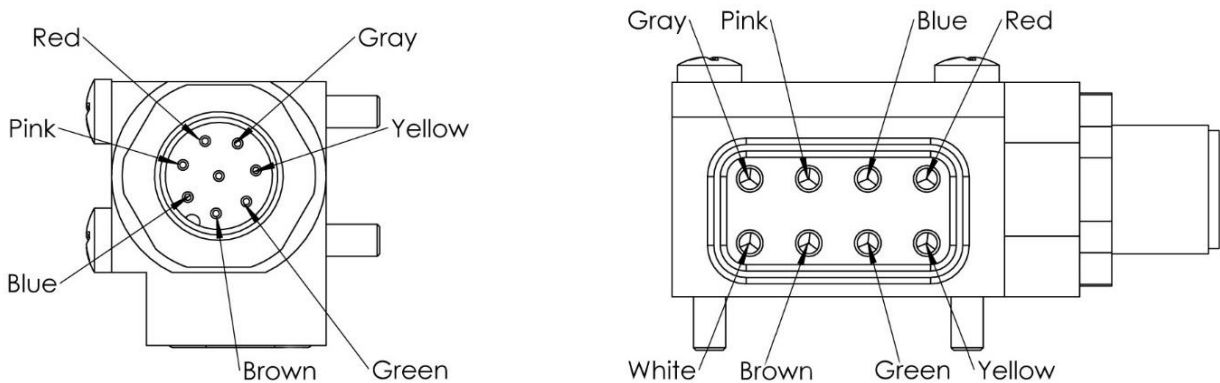 Gray Pink Blue Red
Red Gray
Pink Yellow
Blue
Brown Green
White Brown Green Yellow